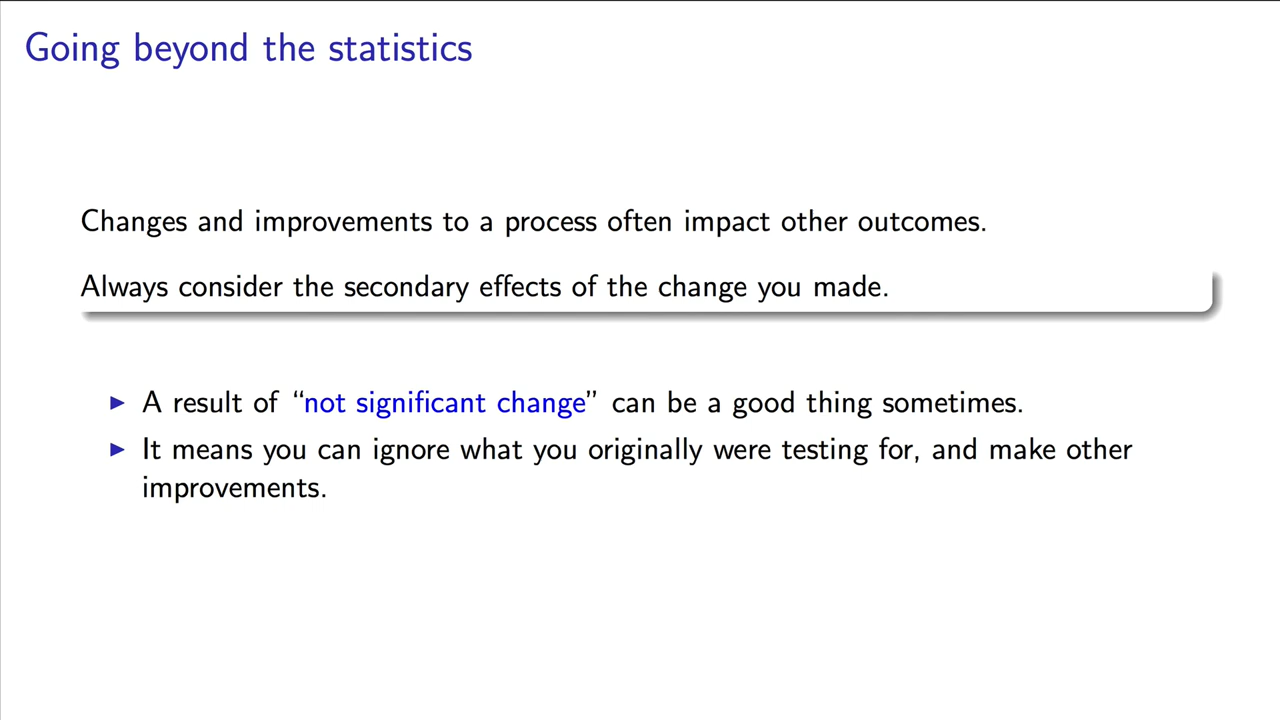 Going beyond the statistics
Changes and improvements to a process often impact other outcomes.
Always consider the secondary effects of the change you made.
▶ A result of “not significant change” can be a good thing sometimes.
▶ It means you can ignore what you originally were testing for, and make other
improvements.